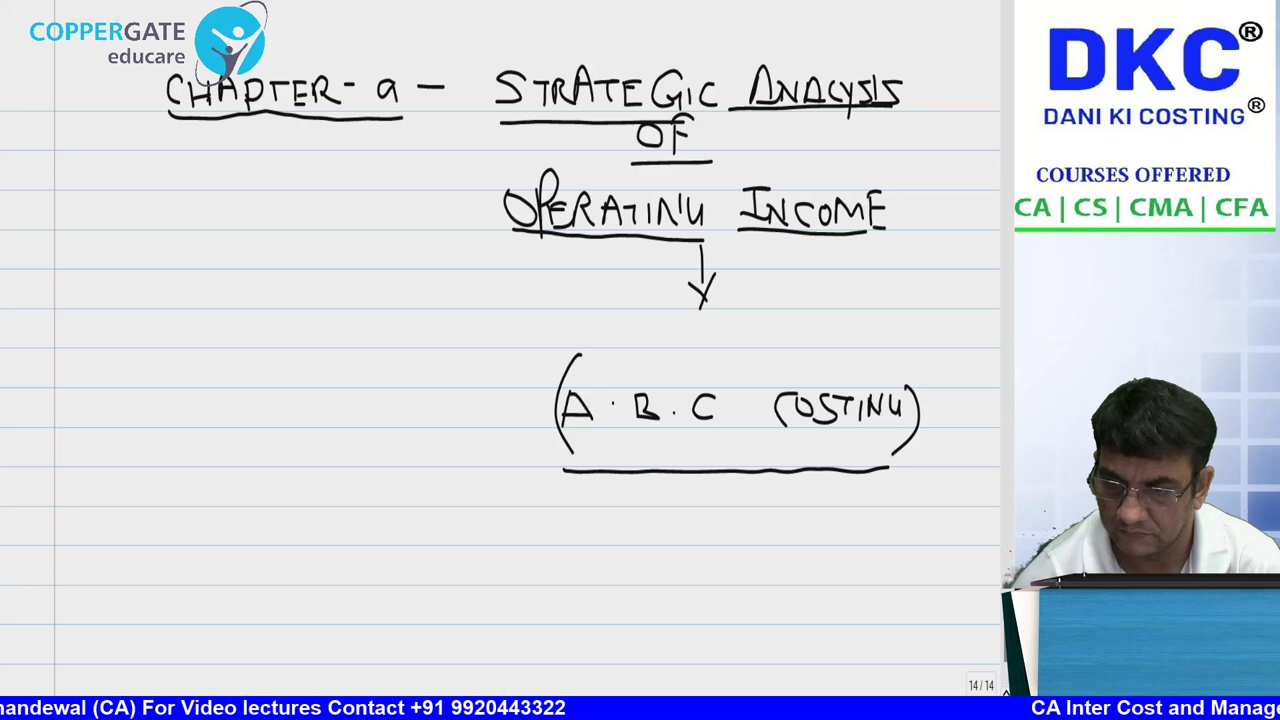 COPPERGATE
educare
CHAPTER - 9 - STRATEGIC ANALYSIS
OF
OPERATING INCOME
(A.B.C COSTING)
DKC®
DANI KI COSTING®
COURSES OFFERED
CA | CS | CMA | CFA
14 / 14
handewal (CA) For Video lectures Contact +91 9920443322
CA Inter Cost and Manage